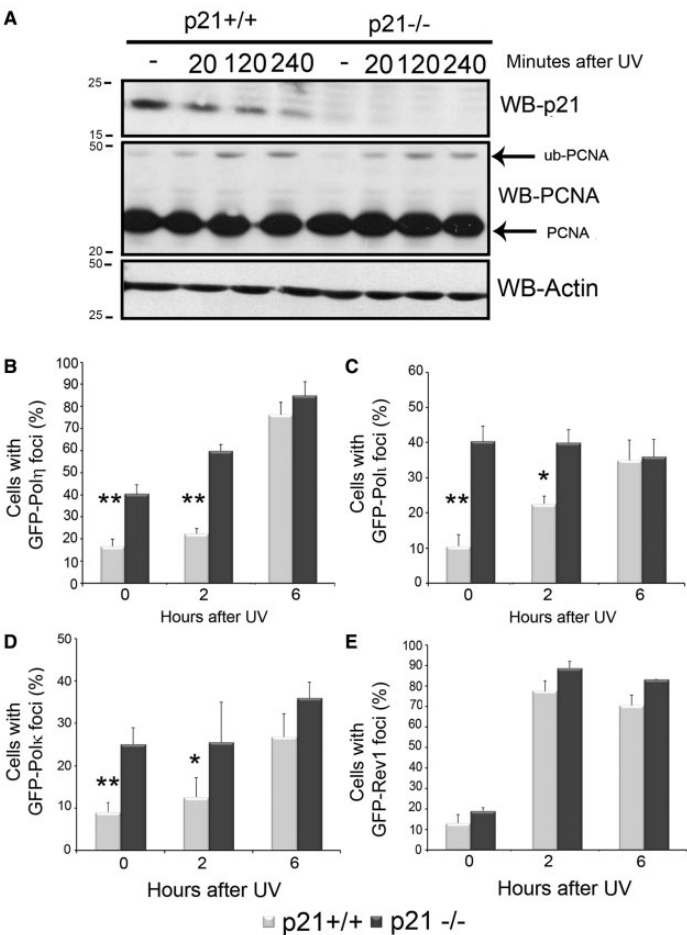 A
p21+/+ p21-/-
- 20 120 240 - 20 120 240 Minutes after UV
25
WB-p21
15
50
ub-PCNA
WB-PCNA
PCNA
20
50
WB-Actin
25
B
Cells with
GFP-Polη foci (%)
100
90
80
70
60
50
40
30
20
10
0
** **
0 2 6
Hours after UV
C
Cells with
GFP-Polι foci (%)
60
50
40
30
20
10
0
** *
0 2 6
Hours after UV
D
Cells with
GFP-Polκ foci (%)
50
40
30
20
10
0
** *
0 2 6
Hours after UV
E
Cells with
GFP-Rev1 foci (%)
100
90
80
70
60
50
40
30
20
10
0
0 2 6
Hours after UV
p21+/+ p21 -/-